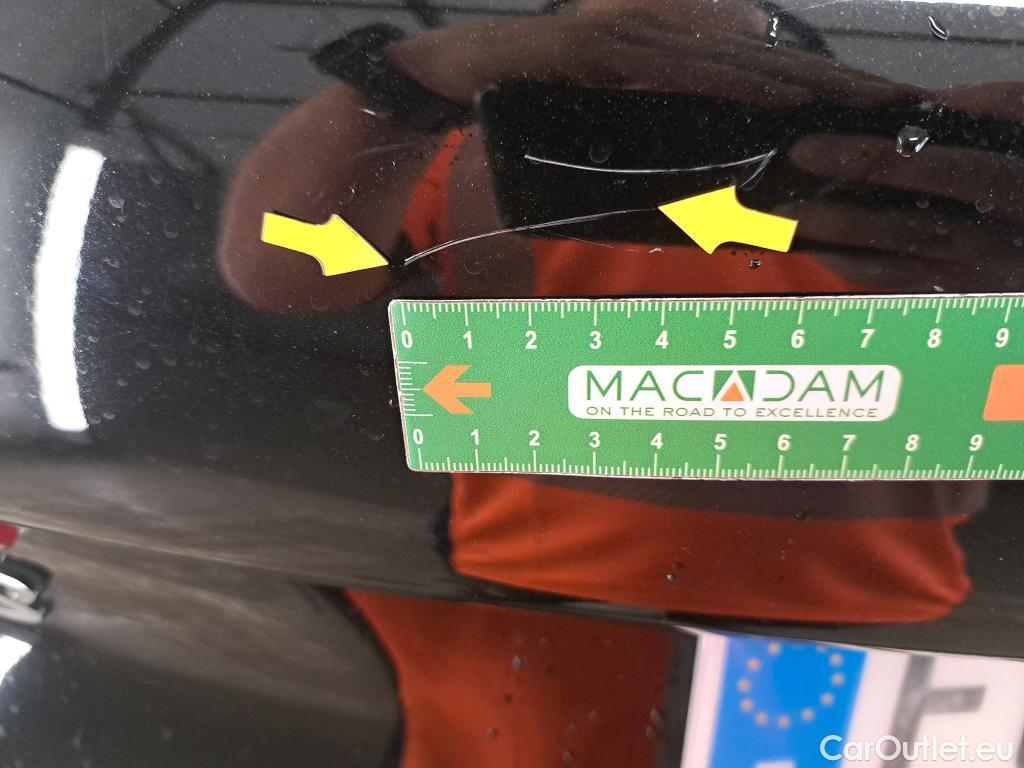 0 1 2 3 4 5 6 7 8 9
MACADAM
ON THE ROAD TO EXCELLENCE
0 1 2 3 4 5 6 7 8 9
CarOutlet.eu